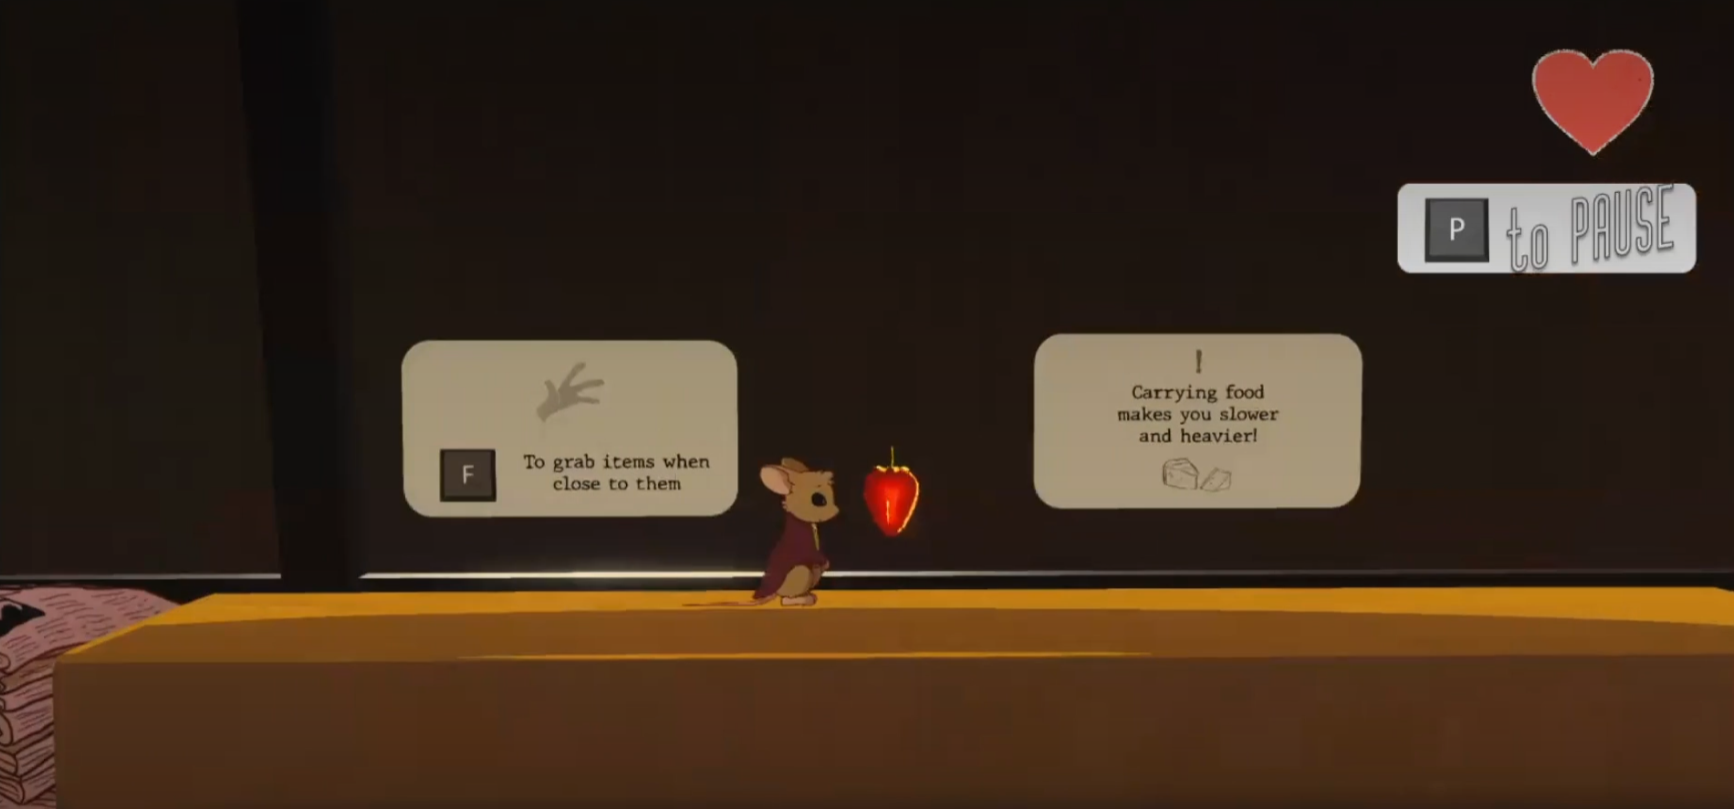 P to PAUSE
F
To grab items when
close to them
!
Carrying food
makes you slower
and heavier!